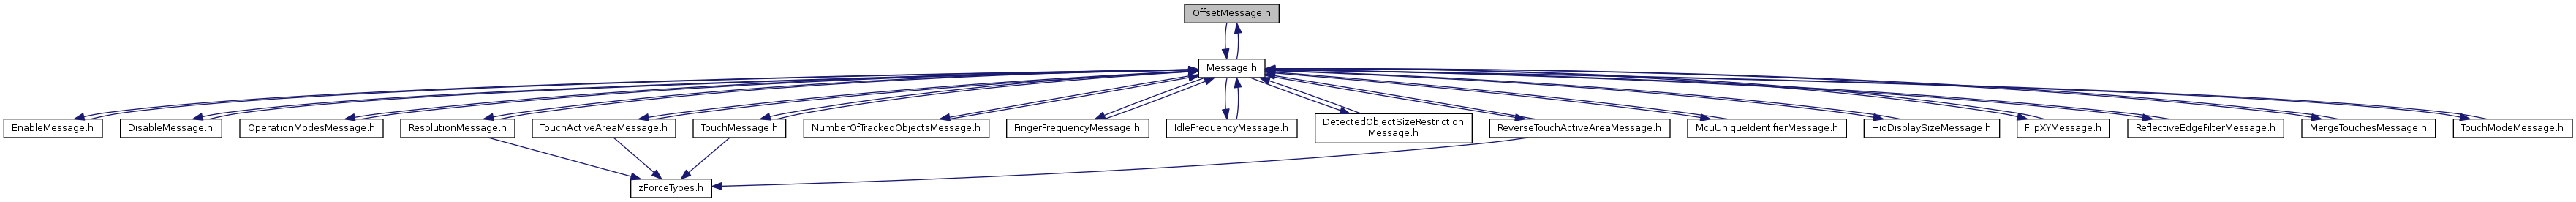 OffsetMessage.h
Message.h
EnableMessage.h
DisableMessage.h
OperationModesMessage.h
ResolutionMessage.h
TouchActiveAreaMessage.h
TouchMessage.h
NumberOfTrackedObjectsMessage.h
FingerFrequencyMessage.h
IdleFrequencyMessage.h
DetectedObjectSizeRestriction
Message.h
ReverseTouchActiveAreaMessage.h
McuUniqueIdentifierMessage.h
HidDisplaySizeMessage.h
FlipXYMessage.h
ReflectiveEdgeFilterMessage.h
MergeTouchesMessage.h
TouchModeMessage.h
zForceTypes.h